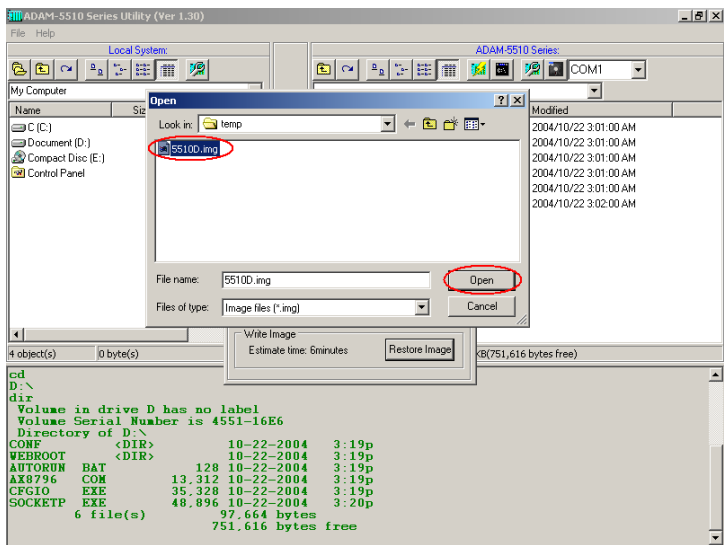 ADAM-5510 Series Utility (Ver 1.30)
File Help
Local System:
ADAM-5510 Series:
COM1
My Computer
Name
Siz
Modified
C (C:)
Document (D:)
Compact Disc (E:)
Control Panel
2004/10/22 3:01:00 AM
2004/10/22 3:01:00 AM
2004/10/22 3:01:00 AM
2004/10/22 3:01:00 AM
2004/10/22 3:01:00 AM
2004/10/22 3:02:00 AM
Open
Look in: temp
5510D.img
File name: 5510D.img
Open
Files of type: Image files (*.img)
Cancel
Write Image
Estimate time: 6minutes
Restore Image
4 object(s)
0 byte(s)
KB(751,616 bytes free)
cd
D:\
dir
Volume in drive D has no label
Volume Serial Number is 4551-16E6
Directory of D:\
CONF <DIR> 10-22-2004 3:19p
WEBROOT <DIR> 10-22-2004 3:19p
AUTORUN BAT 128 10-22-2004 3:19p
AX8796 COM 13,312 10-22-2004 3:19p
CFGIO EXE 35,328 10-22-2004 3:19p
SOCKETP EXE 48,896 10-22-2004 3:20p
6 file(s) 97,664 bytes
751,616 bytes free